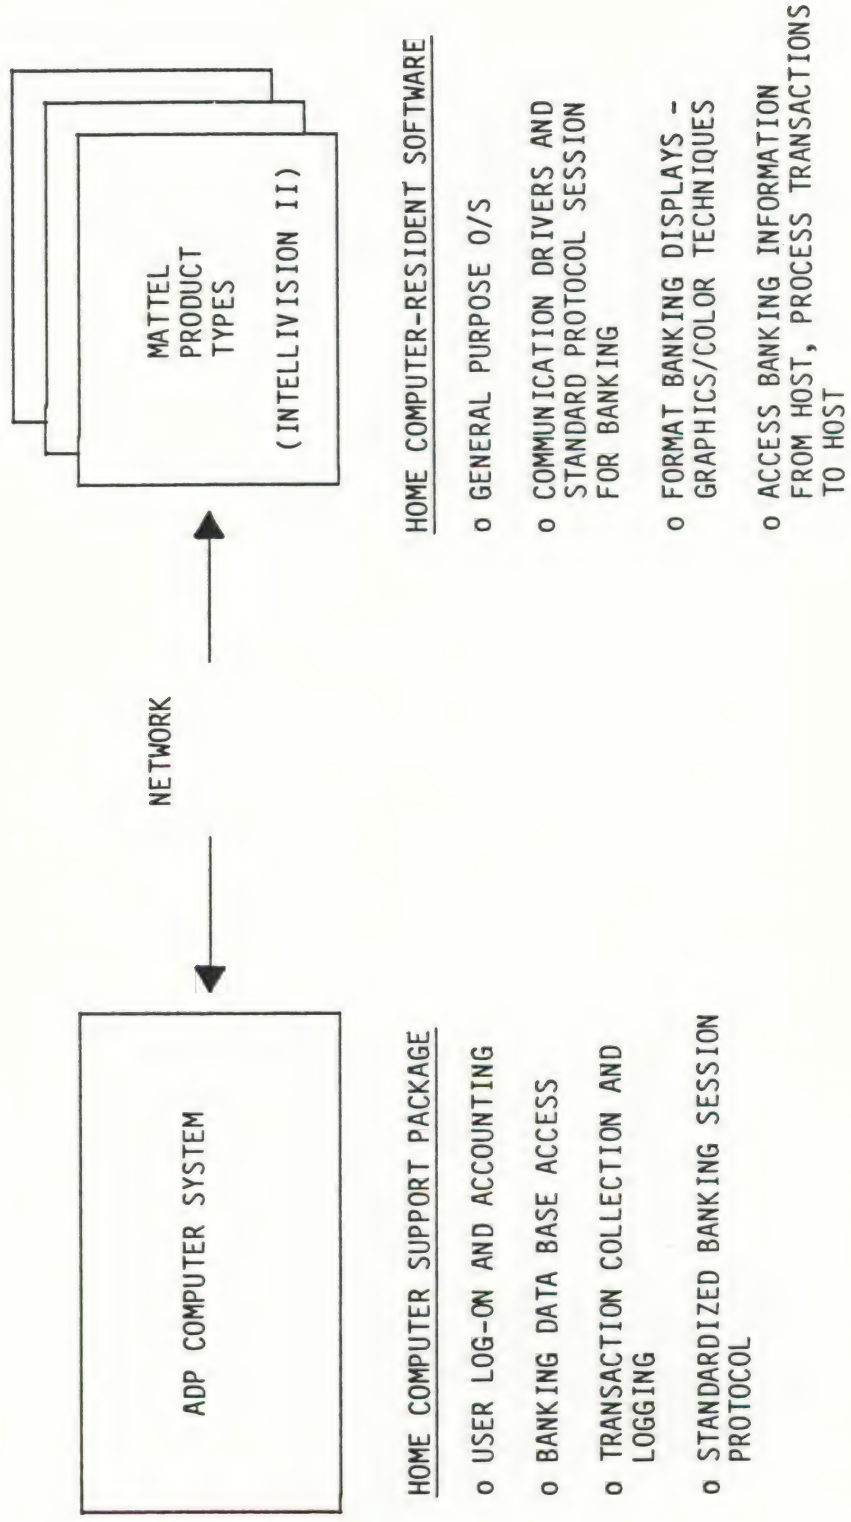 ADP COMPUTER SYSTEM
NETWORK
MATTEL
PRODUCT
TYPES
(INTELLIVISION II)
HOME COMPUTER SUPPORT PACKAGE
o USER LOG-ON AND ACCOUNTING
o BANKING DATA BASE ACCESS
o TRANSACTION COLLECTION AND
LOGGING
o STANDARDIZED BANKING SESSION
PROTOCOL
HOME COMPUTER-RESIDENT SOFTWARE
o GENERAL PURPOSE O/S
o COMMUNICATION DRIVERS AND
STANDARD PROTOCOL SESSION
FOR BANKING
o FORMAT BANKING DISPLAYS -
GRAPHICS/COLOR TECHNIQUES
o ACCESS BANKING INFORMATION
FROM HOST, PROCESS TRANSACTIONS
TO HOST